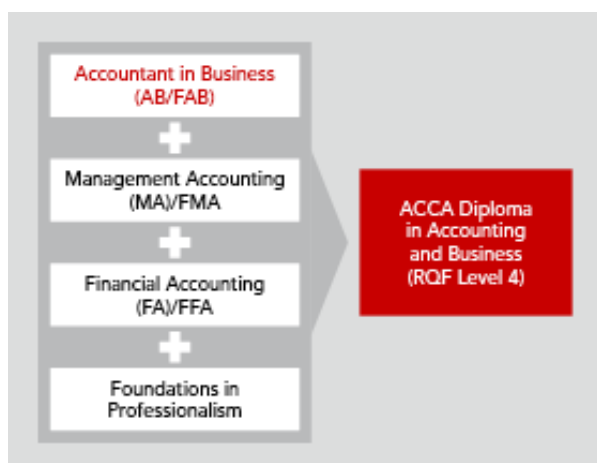 Accountant in Business
(AB/FAB)
Management Accounting
(MA)/FMA
Financial Accounting
(FA)/FFA
Foundations in
Professionalism
ACCA Diploma
in Accounting
and Business
(RQF Level 4)